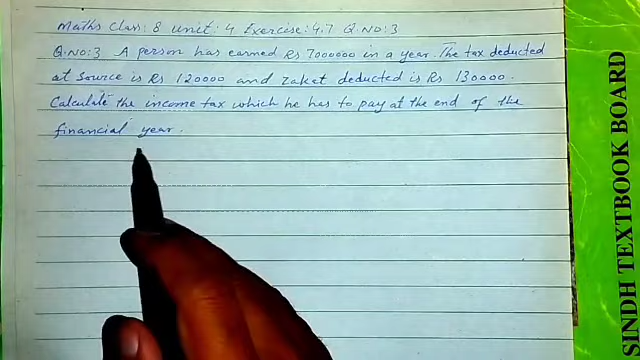 Maths Class: 8 unit: 4 Exercise: 4.7 Q.NO: 3
Q.NO: 3 A person has earned Rs 7000000 in a year. The tax deducted
at source is Rs 120000 and zakat deducted is Rs 130000.
Calculate the income tax which he has to pay at the end of the
financial year.
SINDH TEXTBOOK BOARD